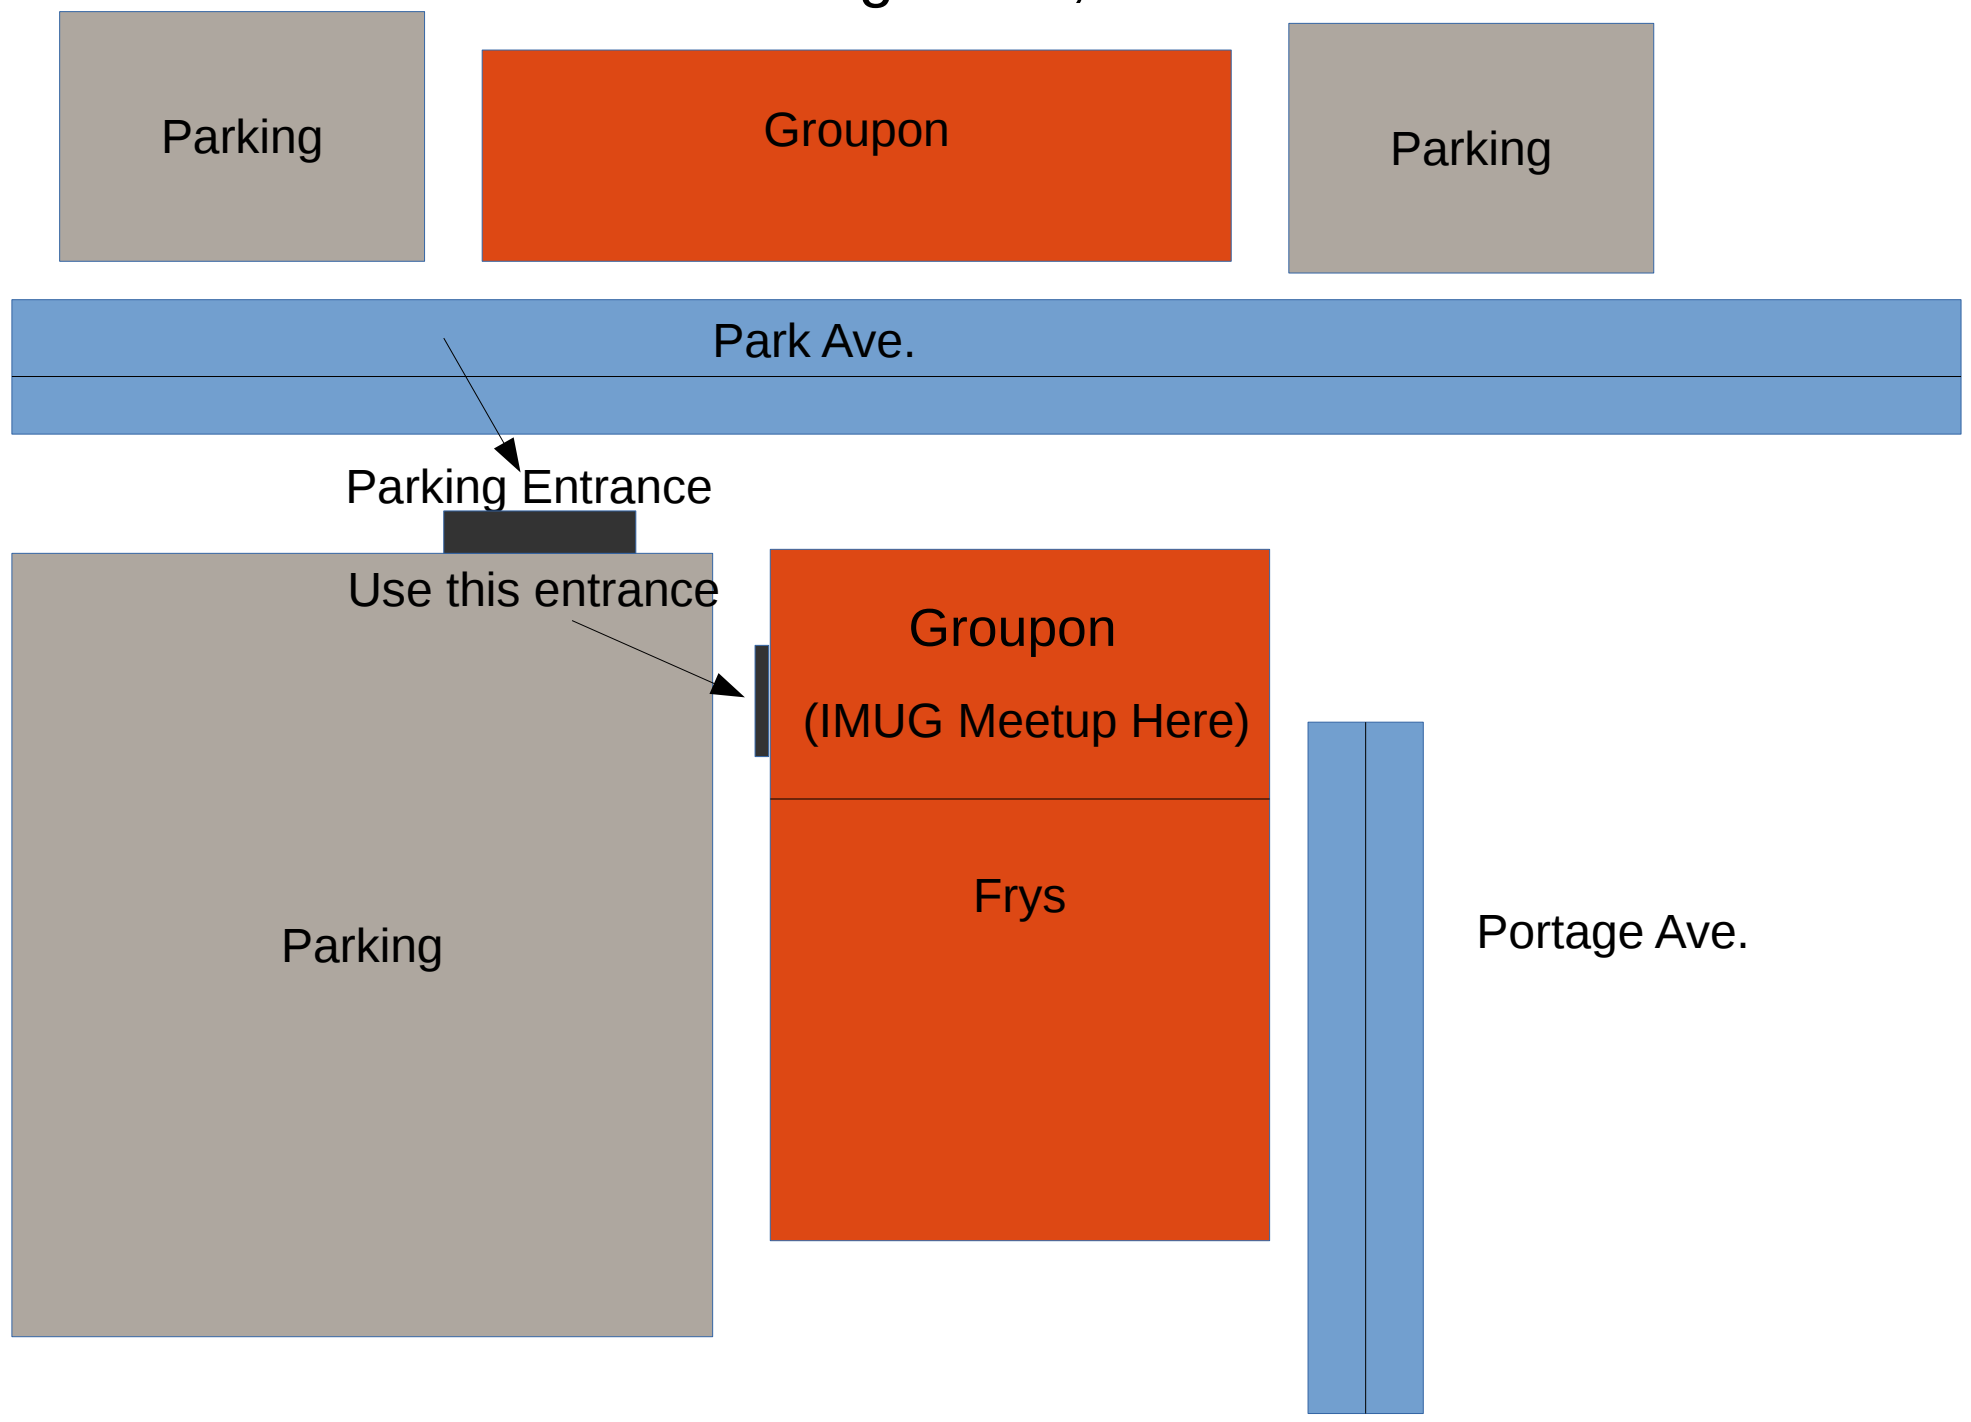 Parking
Groupon
Parking
Park Ave.
Parking Entrance
Use this entrance
Groupon
(IMUG Meetup Here)
Frys
Parking
Portage Ave.